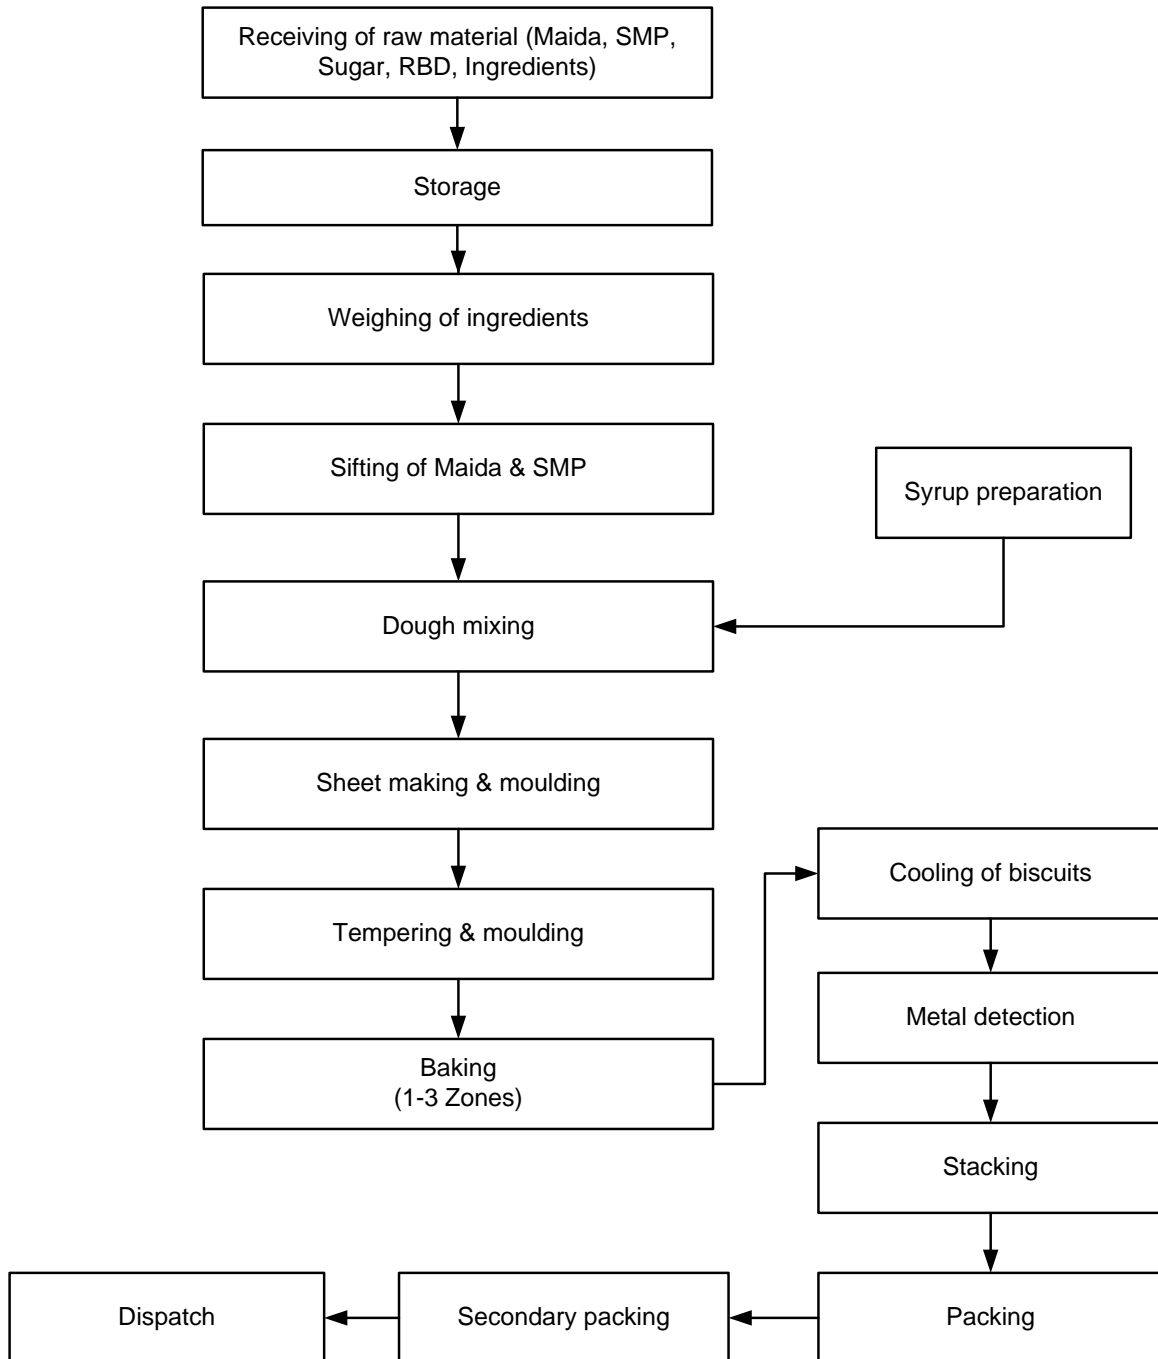 Receiving of raw material (Maida, SMP,
Sugar, RBD, Ingredients)
Storage
Weighing of ingredients
Sifting of Maida & SMP
Syrup preparation
Dough mixing
Sheet making & moulding
Tempering & moulding
Baking
(1-3 Zones)
Cooling of biscuits
Metal detection
Stacking
Packing
Secondary packing
Dispatch